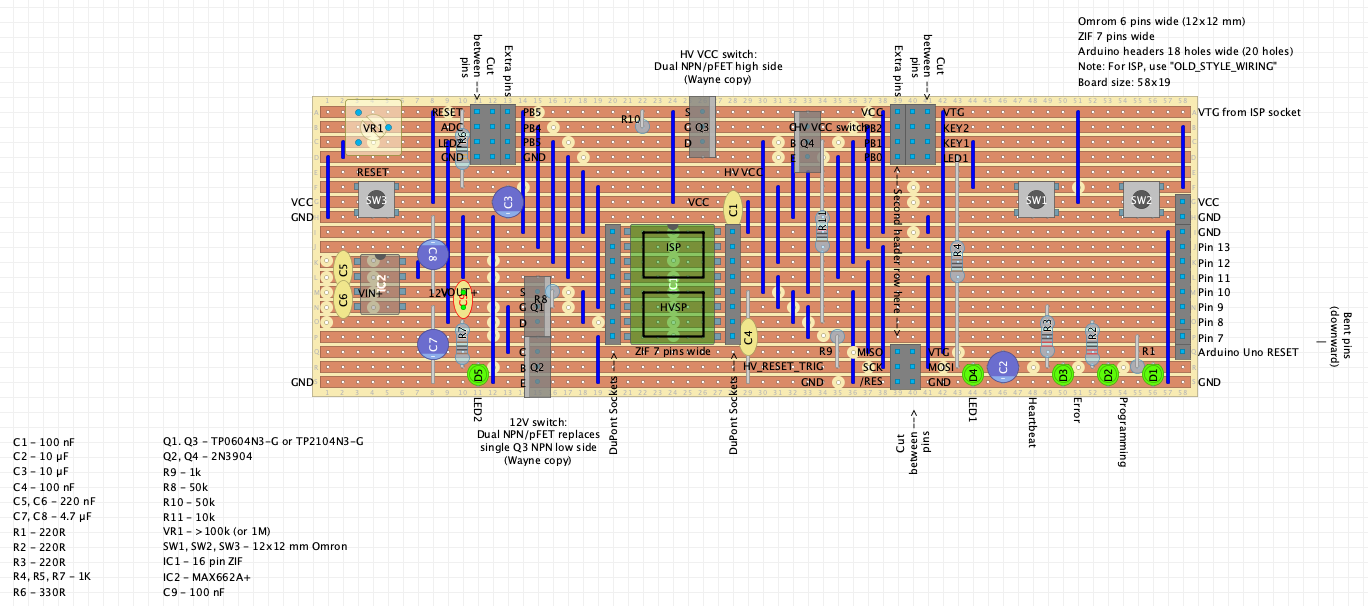 Omrom 6 pins wide (12x12 mm)
ZIF 7 pins wide
Arduino headers 18 holes wide (20 holes)
Note: For ISP, use "OLD_STYLE_WIRING"
Board size: 58x19
Cut
between
pins
--->
Extra pins
HV VCC switch:
Dual NPN/pFET high side
(Wayne copy)
Extra pins
Cut
between
pins
--->
VR1
RESET
ADC
LED2
GND
R6
PB5
PB4
PB3
GND
R10
S
G
D
Q3
HV VCC switch
C
B
E
Q4
VCC
PB2
PB1
PB0
VTG
KEY2
KEY1
LED1
VTG from ISP socket
RESET
HV VCC
VCC
GND
SW3
C3
VCC
C1
R11
<--- Second header row here --->
SW1
SW2
VCC
GND
GND
Pin 13
Pin 12
Pin 11
Pin 10
Pin 9
Pin 8
Pin 7
Arduino Uno RESET
GND
C8
C5
C6
VIN+
IC2
12VOUT+
ISP
HVSP
R4
R7
S
G
D
Q1
R8
C
B
E
Q2
C7
D5
GND
ZIF 7 pins wide
C4
R9
HV_RESET_TRIG
GND
MISO
SCK
/RES
VTG
MOSI
GND
D4
C2
R3
D3
R2
D2
R1
D1
Bent pins
(downward)
|
LED2
DuPont Sockets --->
DuPont Sockets --->
Cut
between
pins
--->
LED1
Heartbeat
Error
Programming
12V switch:
Dual NPN/pFET replaces
single Q3 NPN low side
(Wayne copy)
C1 - 100 nF
C2 - 10 µF
C3 - 10 µF
C4 - 100 nF
C5, C6 - 220 nF
C7, C8 - 4.7 µF
R1 - 220R
R2 - 220R
R3 - 220R
R4, R5, R7 - 1K
R6 - 330R
Q1. Q3 - TP0604N3-G or TP2104N3-G
Q2, Q4 - 2N3904
R9 - 1k
R8 - 50k
R10 - 50k
R11 - 10k
VR1 - >100k (or 1M)
SW1, SW2, SW3 - 12x12 mm Omron
IC1 - 16 pin ZIF
IC2 - MAX662A+
C9 - 100 nF